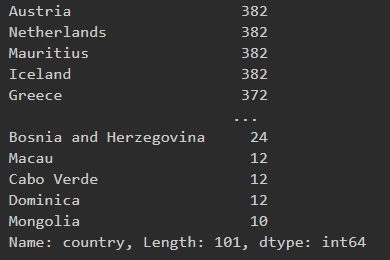 Austria 382
Netherlands 382
Mauritius 382
Iceland 382
Greece 372
...
Bosnia and Herzegovina 24
Macau 12
Cabo Verde 12
Dominica 12
Mongolia 10
Name: country, Length: 101, dtype: int64